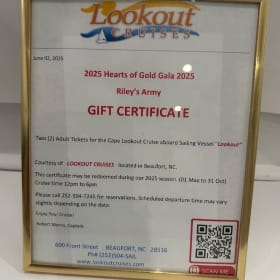 Lookout
CRUISES
June 02, 2025
2025 Hearts of Gold Gala 2025
Riley's Army
GIFT CERTIFICATE
Two (2) Adult Tickets for the Cape Lookout Cruise aboard Sailing Vessel "Lookout"
Courtesy of LOOKOUT CRUISES located in Beaufort, NC.
This certificate may be redeemed during our 2025 season. (01 May to 31 Oct)
Cruise time 12pm to 6pm
Please call 252-504-7245 for reservations. Scheduled departure time may vary
slightly depending on the date.
Enjoy Your Cruise!
Robert Morris, Captain
600 Front Street BEAUFORT, NC 28516
Ph# (252)504-SAIL
www.lookoutcruises.com
SCAN ME